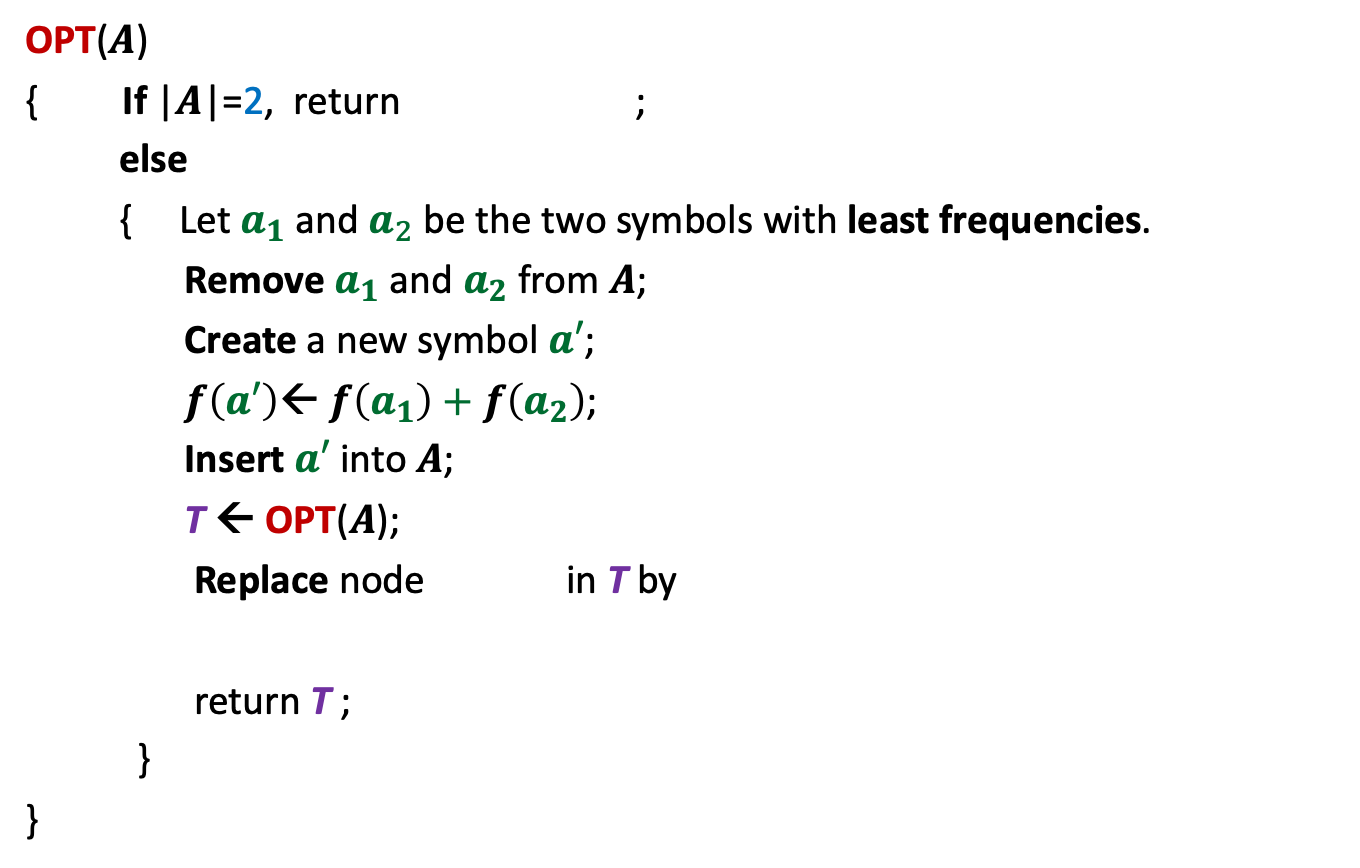 OPT(A)
{ If |A|=2, return ;
else
{ Let a₁ and a₂ be the two symbols with least frequencies.
Remove a₁ and a₂ from A;
Create a new symbol a′;
f(a′)← f(a₁) + f(a₂);
Insert a′ into A;
T ← OPT(A);
Replace node in T by
return T ;
}
}